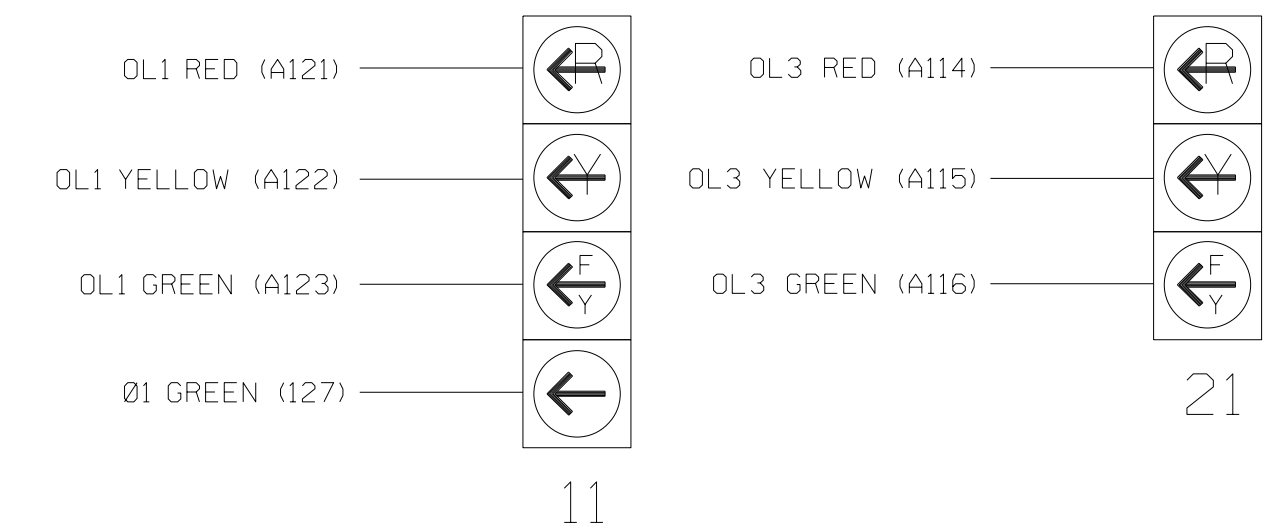 OL1 RED (A121)
R
OL1 YELLOW (A122)
Y
OL1 GREEN (A123)
F
Y
Ø1 GREEN (127)
11
OL3 RED (A114)
R
OL3 YELLOW (A115)
Y
OL3 GREEN (A116)
F
Y
21